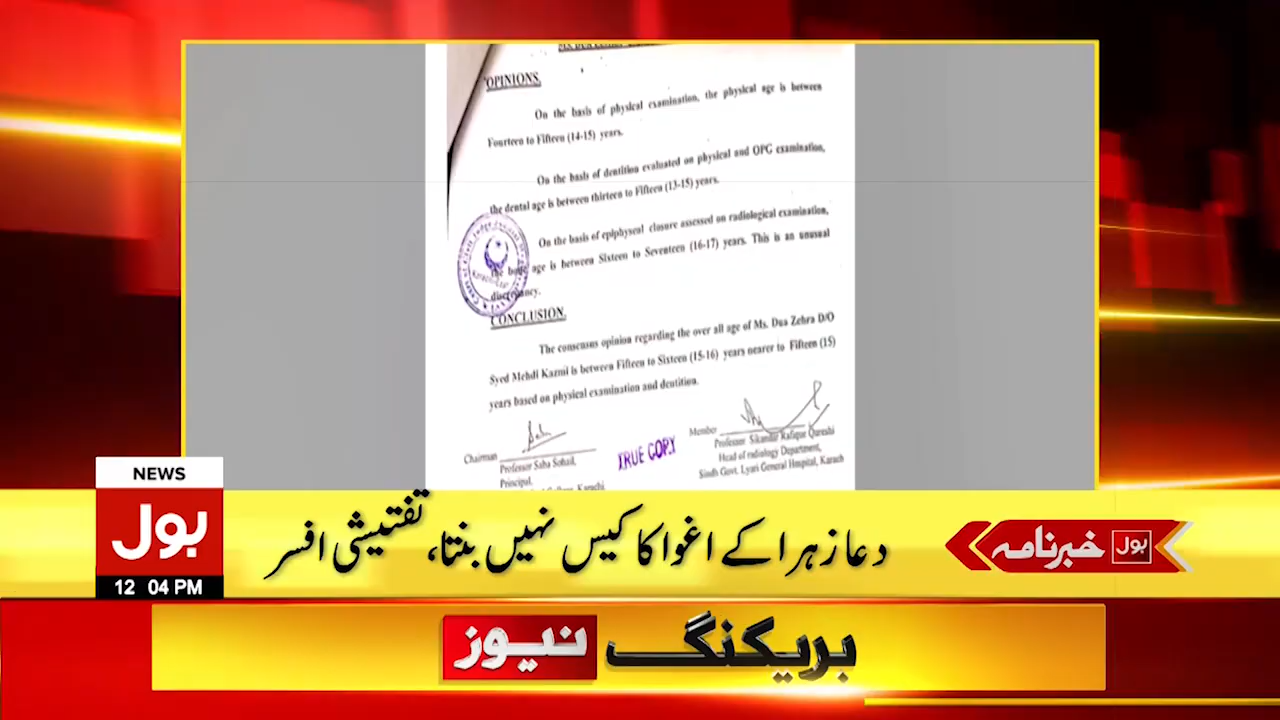 OPINIONS.
On the basis of physical examination, the physical age is between
Fourteen to Fifteen (14-15) years.
On the basis of dentition evaluated on physical and OPG examination,
the dental age is between thirteen to Fifteen (13-15) years.
On the basis of epiphyseal closure assessed on radiological examination,
the bone age is between Sixteen to Seventeen (16-17) years. This is an unusual
discrepancy.
CONCLUSION.
The consensus opinion regarding the over all age of Ms. Dua Zehra D/O
Syed Mehdi Kazmi is between Fifteen to Sixteen (15-16) years nearer to Fifteen (15)
years based on physical examination and dentition.
Chairman
Professor Saba Sohail,
Principal,
Karachi.
TRUE COPY
Member
Professor Sikandar Rafique Qureshi
Head of radiology Department,
Sindh Govt. Lyari General Hospital, Karach
NEWS
بول
12 04 PM
دعا زہرا کے اغوا کا کیس نہیں بنتا، تفتیشی افسر
بول خبرنامہ
بریکنگ نیوز